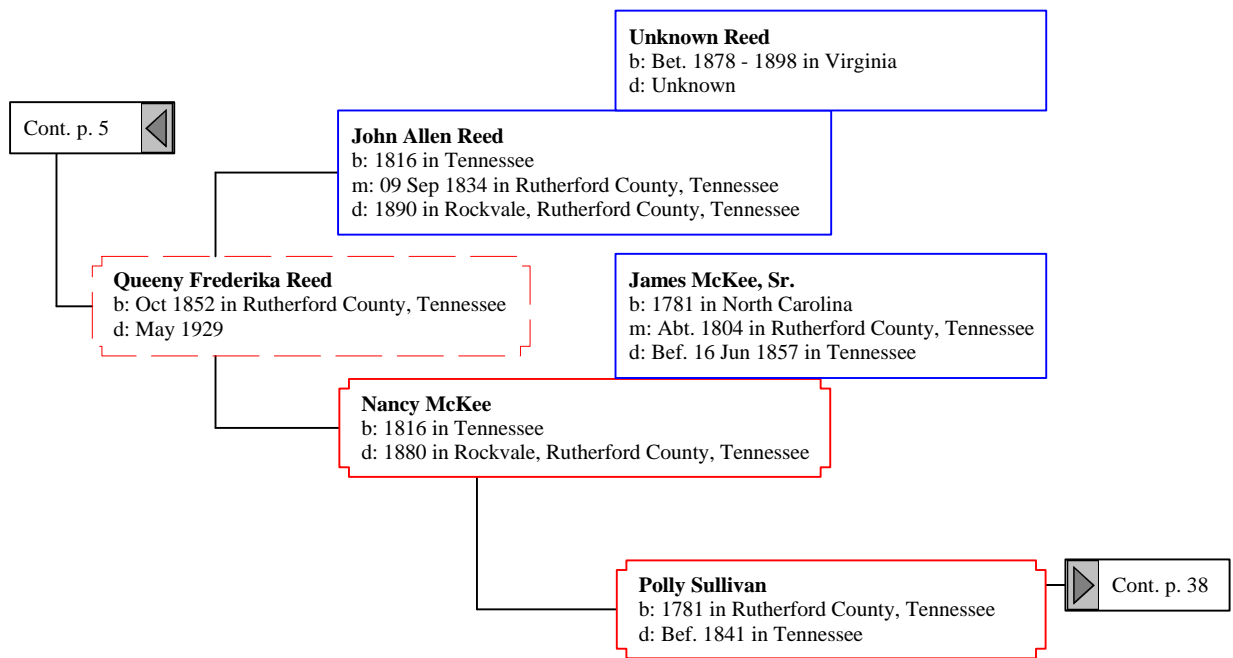 Unknown Reed
b: Bet. 1878 - 1898 in Virginia
d: Unknown
Cont. p. 5
John Allen Reed
b: 1816 in Tennessee
m: 09 Sep 1834 in Rutherford County, Tennessee
d: 1890 in Rockvale, Rutherford County, Tennessee
Queeny Frederika Reed
b: Oct 1852 in Rutherford County, Tennessee
d: May 1929
James McKee, Sr.
b: 1781 in North Carolina
m: Abt. 1804 in Rutherford County, Tennessee
d: Bef. 16 Jun 1857 in Tennessee
Nancy McKee
b: 1816 in Tennessee
d: 1880 in Rockvale, Rutherford County, Tennessee
Polly Sullivan
b: 1781 in Rutherford County, Tennessee
d: Bef. 1841 in Tennessee
Cont. p. 38